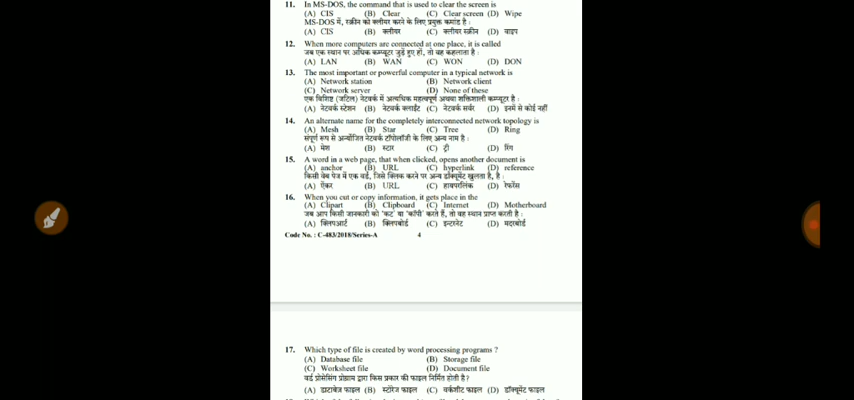 11. In MS-DOS, the command that is used to clear the screen is
(A) CIS (B) Clear (C) Clear screen (D) Wipe
MS-DOS में, स्क्रीन को क्लीयर करने के लिए प्रयुक्त कमांड है :
(A) CIS (B) क्लीयर (C) क्लीयर स्क्रीन (D) वाइप
12. When more computers are connected at one place, it is called
जब एक स्थान पर अधिक कम्प्यूटर जुड़े हुए हों, तो वह कहलाता है :
(A) LAN (B) WAN (C) WON (D) DON
13. The most important or powerful computer in a typical network is
(A) Network station (B) Network client
(C) Network server (D) None of these
एक विशिष्ट (जटिल) नेटवर्क में अत्यधिक महत्वपूर्ण अथवा शक्तिशाली कम्प्यूटर है :
(A) नेटवर्क स्टेशन (B) नेटवर्क क्लाईंट (C) नेटवर्क सर्वर (D) इनमें से कोई नहीं
14. An alternate name for the completely interconnected network topology is
(A) Mesh (B) Star (C) Tree (D) Ring
संपूर्ण रूप से अन्योजित नेटवर्क टॉपोलॉजी के लिए अन्य नाम है :
(A) मेश (B) स्टार (C) ट्री (D) रिंग
15. A word in a web page, that when clicked, opens another document is
(A) anchor (B) URL (C) hyperlink (D) reference
किसी वेब पेज में एक वर्ड, जिसे क्लिक करने पर अन्य डॉक्यूमेंट खुलता है, है :
(A) ऐंकर (B) URL (C) हायपरलिंक (D) रेफरेंस
16. When you cut or copy information, it gets place in the
(A) Clipart (B) Clipboard (C) Internet (D) Motherboard
जब आप किसी जानकारी को 'कट' या 'कॉपी' करते हैं, तो वह स्थान प्राप्त करती है :
(A) क्लिपआर्ट (B) क्लिपबोर्ड (C) इन्टरनेट (D) मदरबोर्ड
Code No. : C-483/2018/Series-A 4
17. Which type of file is created by word processing programs ?
(A) Database file (B) Storage file
(C) Worksheet file (D) Document file
वर्ड प्रोसेसिंग प्रोग्राम द्वारा किस प्रकार की फाइल निर्मित होती है?
(A) डाटाबेज फाइल (B) स्टोरेज फाइल (C) वर्कशीट फाइल (D) डॉक्यूमेंट फाइल